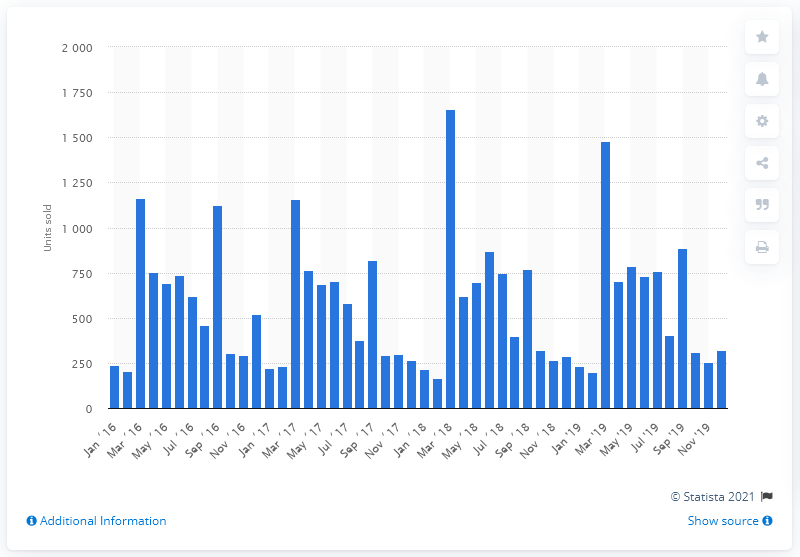 2 000
1 750
1 500
1 250
1 000
750
500
250
0
Units sold
Jan '16
Mar '16
May '16
Jul '16
Sep '16
Nov '16
Jan '17
Mar '17
May '17
Jul '17
Sep '17
Nov '17
Jan '18
Mar '18
May '18
Jul '18
Sep '18
Nov '18
Jan '19
Mar '19
May '19
Jul '19
Sep '19
Nov '19
© Statista 2021
Additional Information
Show source